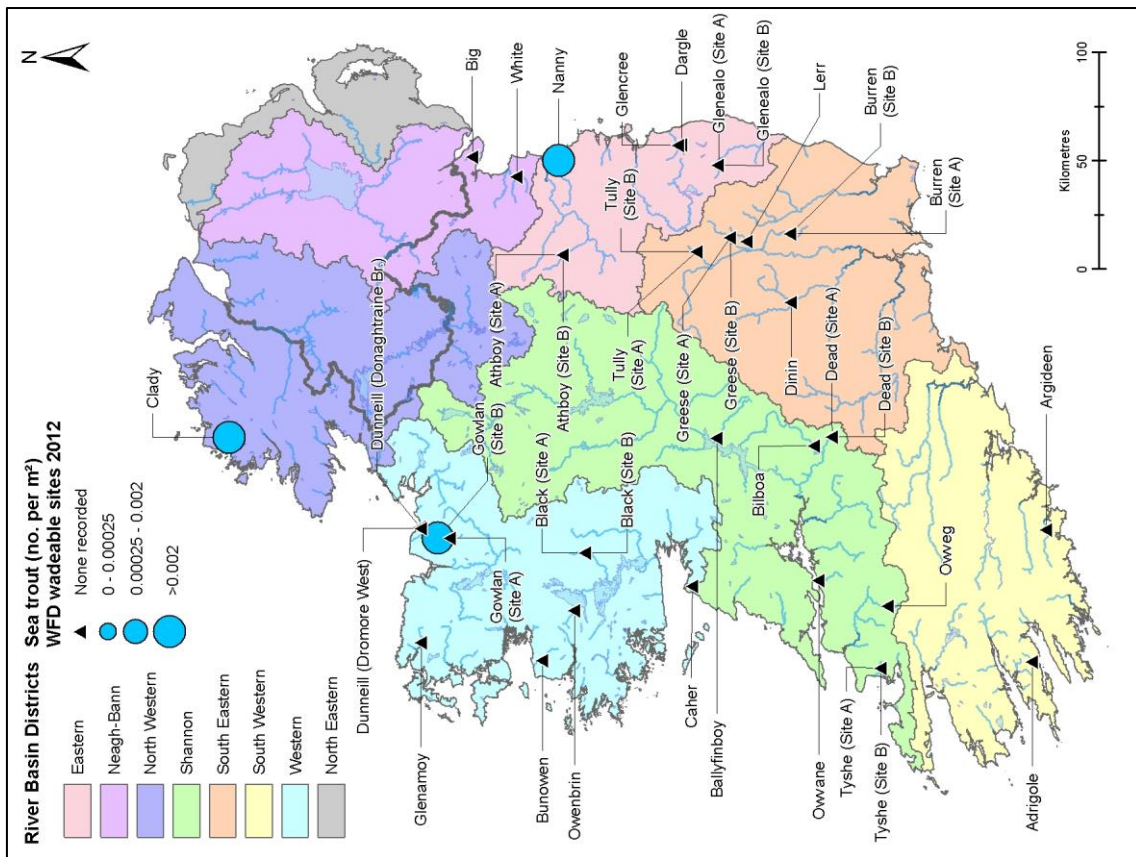 River Basin Districts
Eastern
Neagh-Bann
North Western
Shannon
South Eastern
South Western
Western
North Eastern
Sea trout (no. per m²)
WFD wadeable sites 2012
None recorded
0 - 0.00025
0.00025 - 0.002
>0.002
N
Clady
Dunneill (Donaghtraine Br.)
Gowlan
(Site B)
Dunneill (Dromore West)
Glenamoy
Gowlan
(Site A)
Bunowen
Owenbrin
Black (Site A)
Black (Site B)
Caher
Athboy (Site A)
Athboy (Site B)
Big
White
Nanny
Glencree
Dargle
Glenealo (Site A)
Glenealo (Site B)
Tully
(Site B)
Tully
(Site A)
Greese (Site A)
Greese (Site B)
Lerr
Burren
(Site B)
Burren
(Site A)
Dinin
Dead (Site A)
Dead (Site B)
Bilboa
Ballyfinboy
Owvane
Tyshe (Site A)
Tyshe (Site B)
Owveg
Adrigole
Argideen
0
50
100
Kilometres